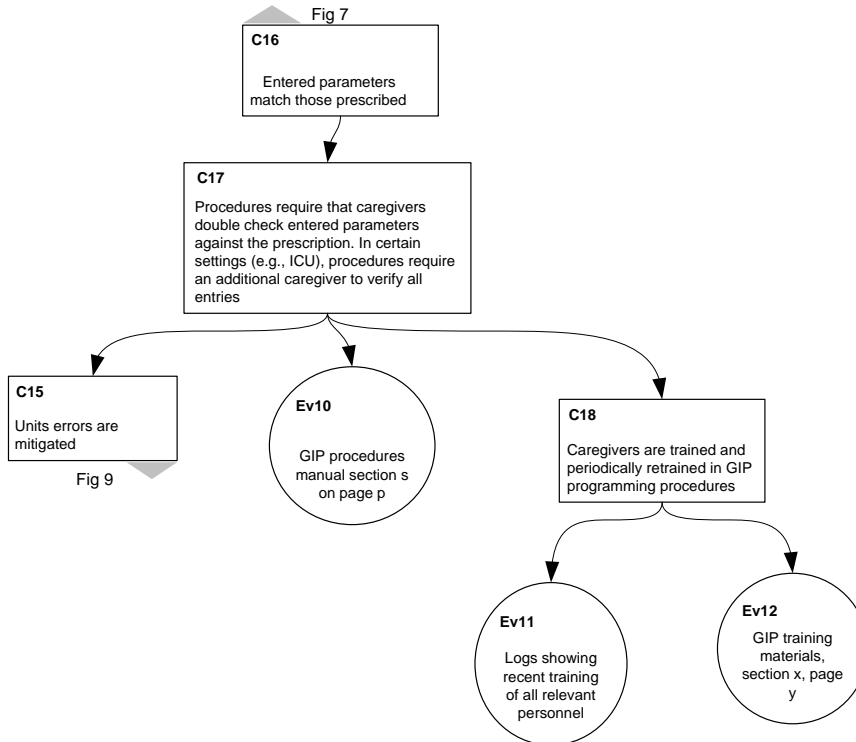 Fig 7
C16
Entered parameters
match those prescribed
C17
Procedures require that caregivers
double check entered parameters
against the prescription. In certain
settings (e.g., ICU), procedures require
an additional caregiver to verify all
entries
C15
Units errors are
mitigated
Fig 9
Ev10
GIP procedures
manual section s
on page p
C18
Caregivers are trained and
periodically retrained in GIP
programming procedures
Ev11
Logs showing
recent training
of all relevant
personnel
Ev12
GIP training
materials,
section x, page
y